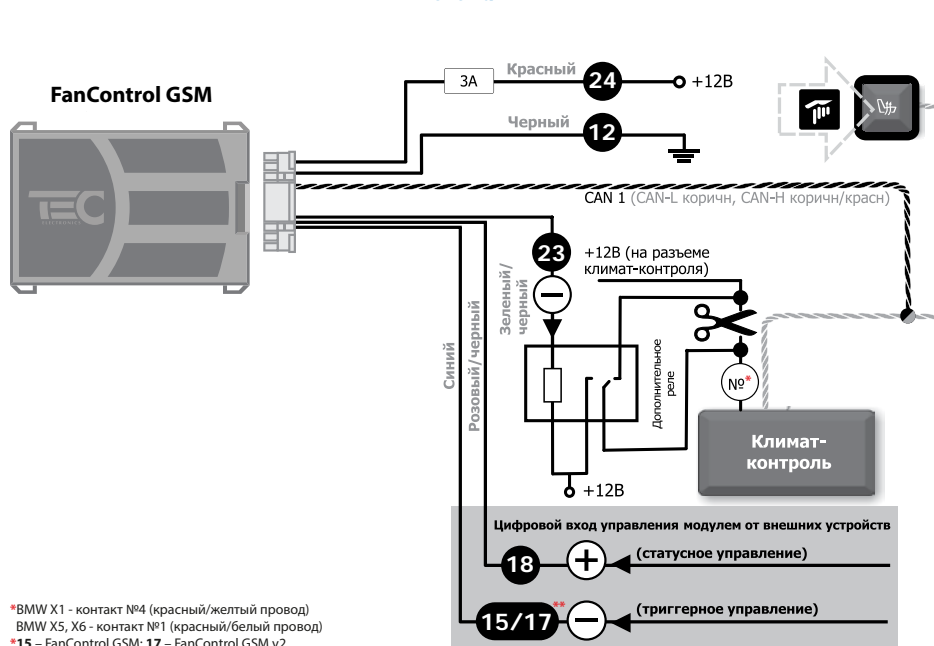 FanControl GSM
TEC
ELECTRONICS
3А
Красный
24
+12В
Черный
12
CAN 1 (CAN-L коричн, CAN-H коричн/красн)
23
+12В (на разъеме
климат-контроля)
Зеленый/
черный
Синий
Розовый/черный
Дополнительное
реле
№*
Климат-
контроль
+12В
Цифровой вход управления модулем от внешних устройств
18
+
(статусное управление)
15/17**
−
(триггерное управление)
*BMW X1 - контакт №4 (красный/желтый провод)
BMW X5, X6 - контакт №1 (красный/белый провод)
*15 – FanControl GSM; 17 – FanControl GSM v2